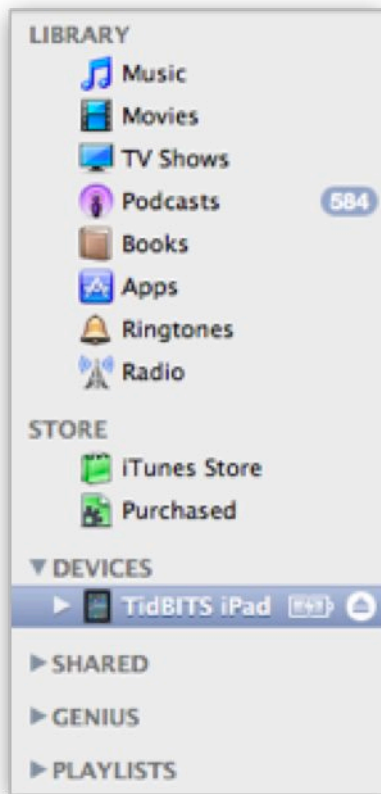 LIBRARY
Music
Movies
TV Shows
Podcasts 584
Books
Apps
Ringtones
Radio
STORE
iTunes Store
Purchased
DEVICES
TidBITS iPad
SHARED
GENIUS
PLAYLISTS